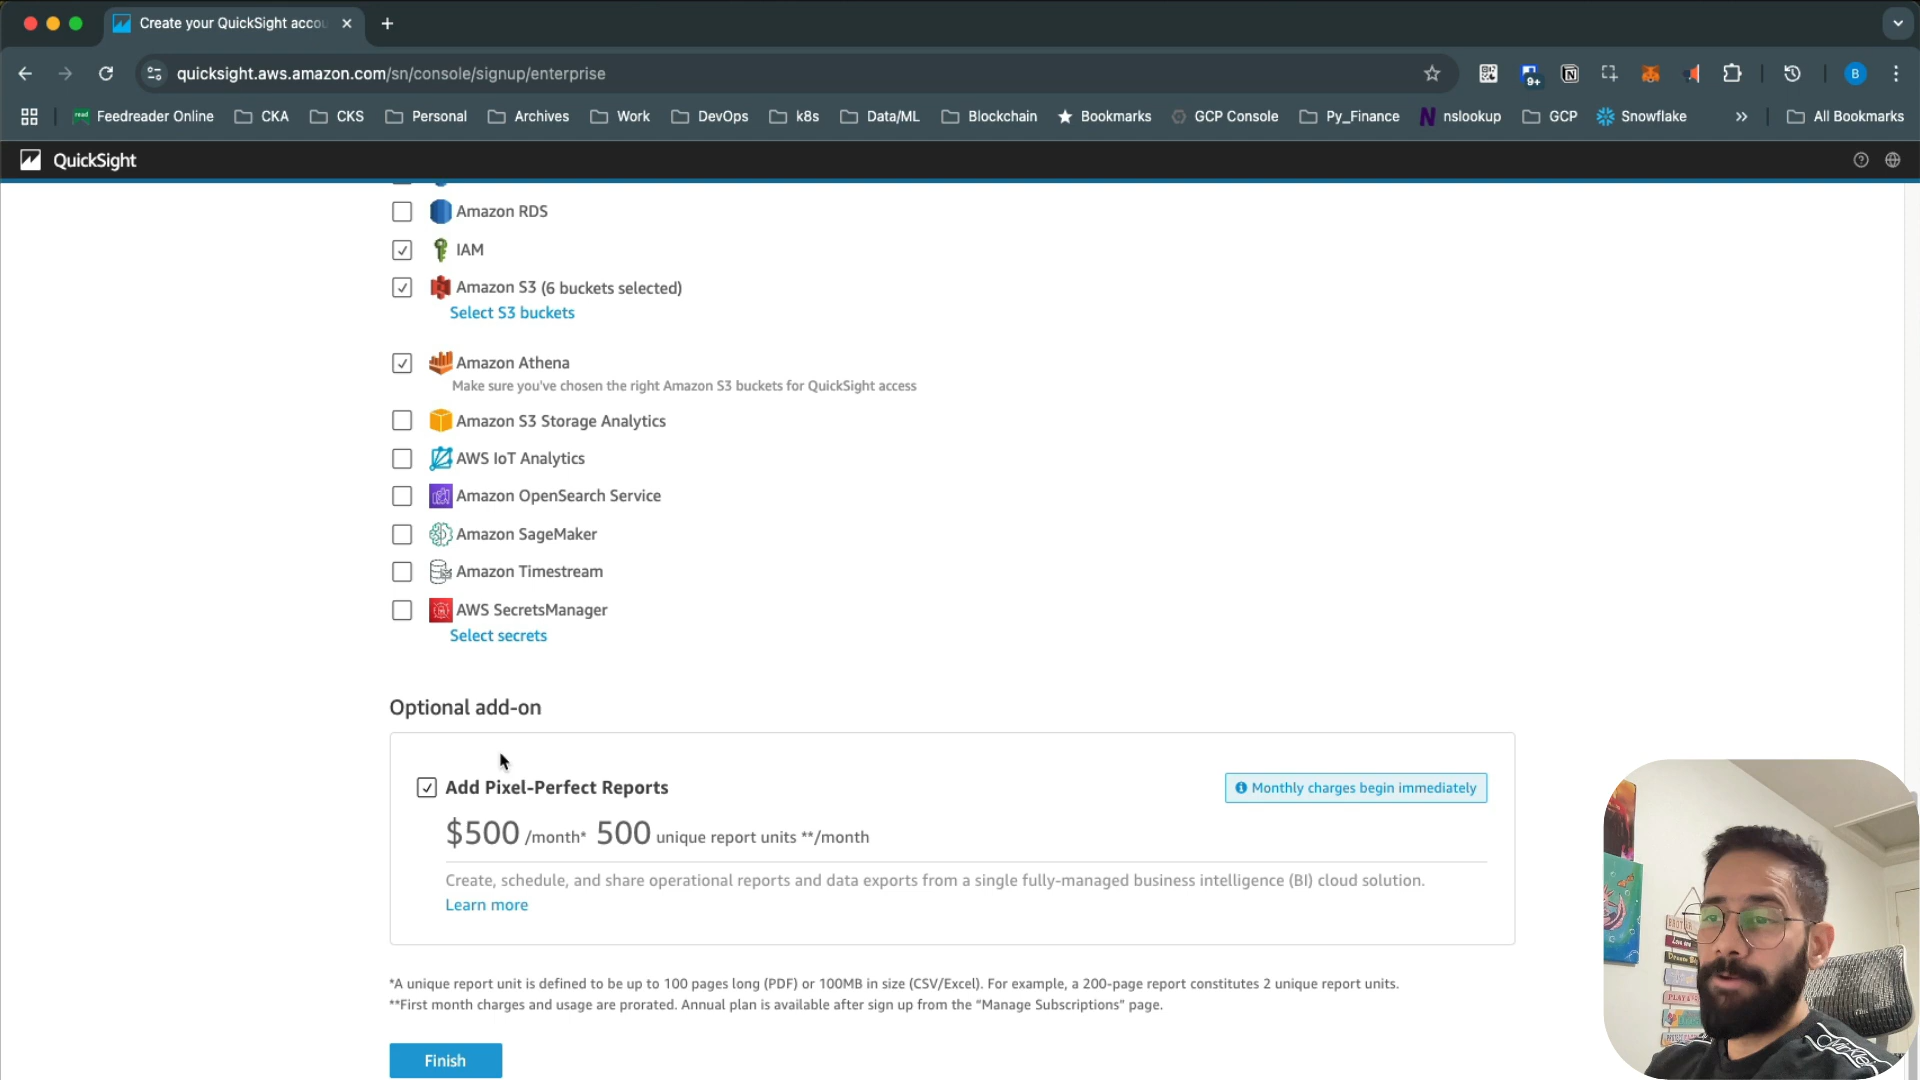 Create your QuickSight accou
quicksight.aws.amazon.com/sn/console/signup/enterprise
9+
B
Feedreader Online
CKA
CKS
Personal
Archives
Work
DevOps
k8s
Data/ML
Blockchain
Bookmarks
GCP Console
Py_Finance
nslookup
GCP
Snowflake
All Bookmarks
QuickSight
Amazon RDS
IAM
Amazon S3 (6 buckets selected)
Select S3 buckets
Amazon Athena
Make sure you've chosen the right Amazon S3 buckets for QuickSight access
Amazon S3 Storage Analytics
AWS IoT Analytics
Amazon OpenSearch Service
Amazon SageMaker
Amazon Timestream
AWS SecretsManager
Select secrets
Optional add-on
Add Pixel-Perfect Reports
Monthly charges begin immediately
$500 /month* 500 unique report units **/month
Create, schedule, and share operational reports and data exports from a single fully-managed business intelligence (BI) cloud solution.
Learn more
*A unique report unit is defined to be up to 100 pages long (PDF) or 100MB in size (CSV/Excel). For example, a 200-page report constitutes 2 unique report units.
**First month charges and usage are prorated. Annual plan is available after sign up from the "Manage Subscriptions" page.
Finish